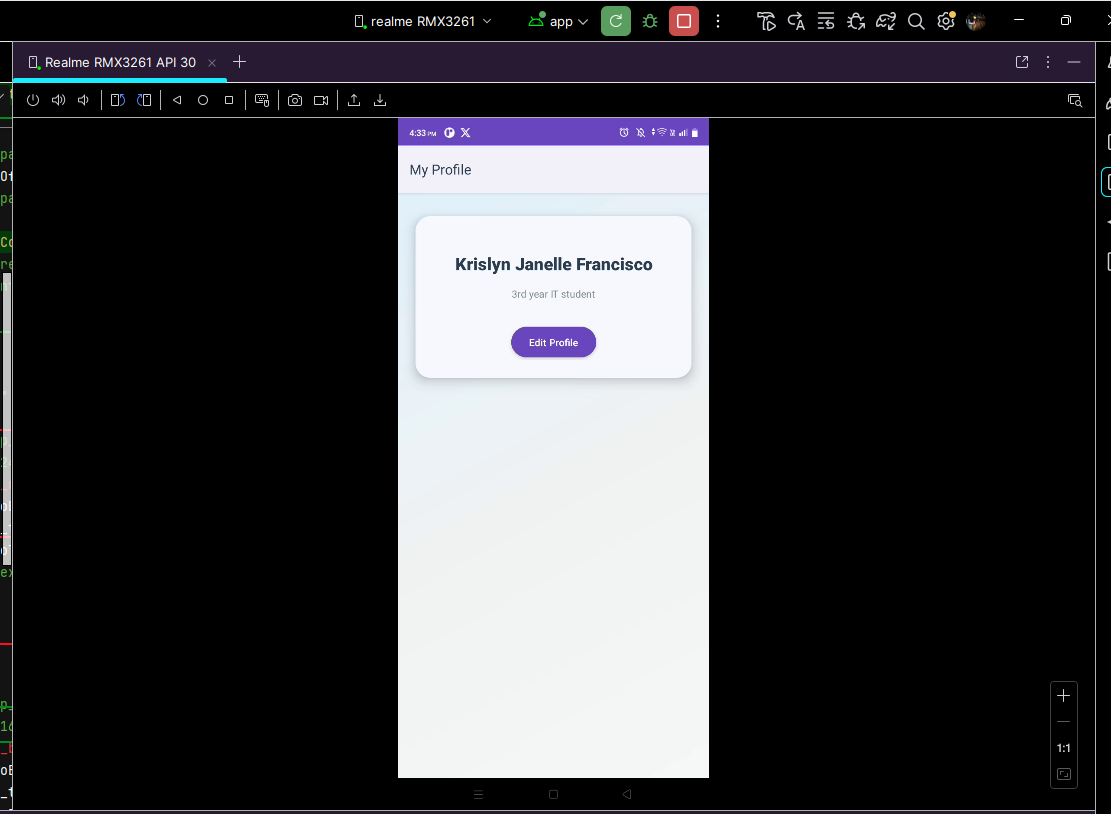 realme RMX3261
app
Realme RMX3261 API 30
4:33 PM
My Profile
Krislyn Janelle Francisco
3rd year IT student
Edit Profile
1:1